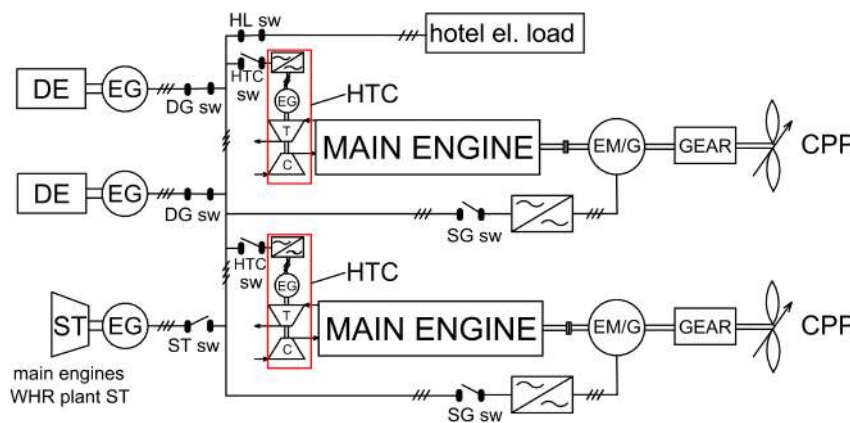 HL sw
hotel el. load
DE
EG
DG sw
HTC
sw
EG
T
C
HTC
MAIN ENGINE
EM/G
GEAR
CPP
DE
EG
DG sw
SG sw
HTC
sw
EG
T
C
HTC
MAIN ENGINE
EM/G
GEAR
CPP
ST
EG
ST sw
main engines
WHR plant ST
SG sw